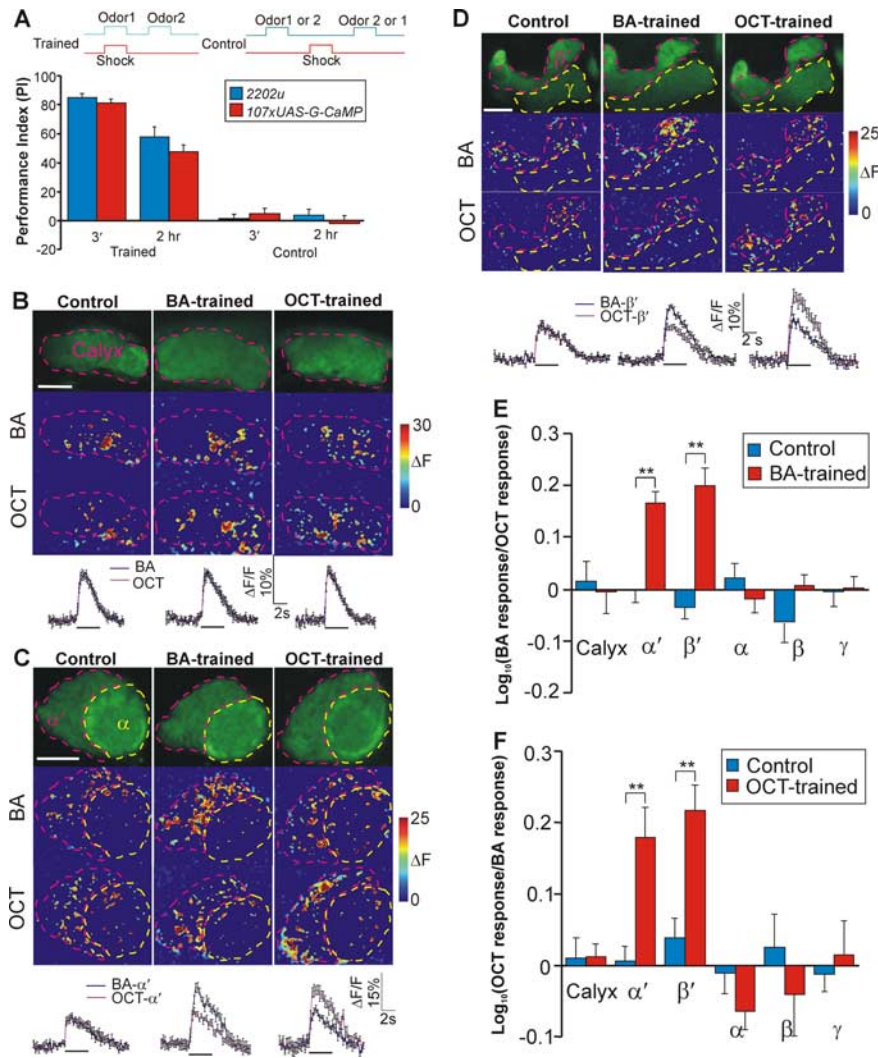 A
Odor1 Odor2
Trained
Shock
Odor1 or 2 Odor 2 or 1
Control
Shock
Performance Index (PI)
100
80
60
40
20
0
-20
2202u
107xUAS-G-CaMP
3′ 2 hr 3′ 2 hr
Trained Control
B
Control BA-trained OCT-trained
Calyx
BA
OCT
30
ΔF
0
BA
OCT
ΔF/F
10%
2s
C
Control BA-trained OCT-trained
α′ α
BA
OCT
25
ΔF
0
BA-α′
OCT-α′
ΔF/F
15%
2s
D
Control BA-trained OCT-trained
γ
BA
OCT
25
ΔF
0
BA-β′
OCT-β′
ΔF/F
10%
2 s
E
Log₁₀(BA response/OCT response)
0.3
0.2
0.1
0
-0.1
-0.2
Control
BA-trained
** **
Calyx α′ β′ α β γ
F
Log₁₀(OCT response/BA response)
0.3
0.2
0.1
0
-0.1
Control
OCT-trained
** **
Calyx α′ β′ α β γ